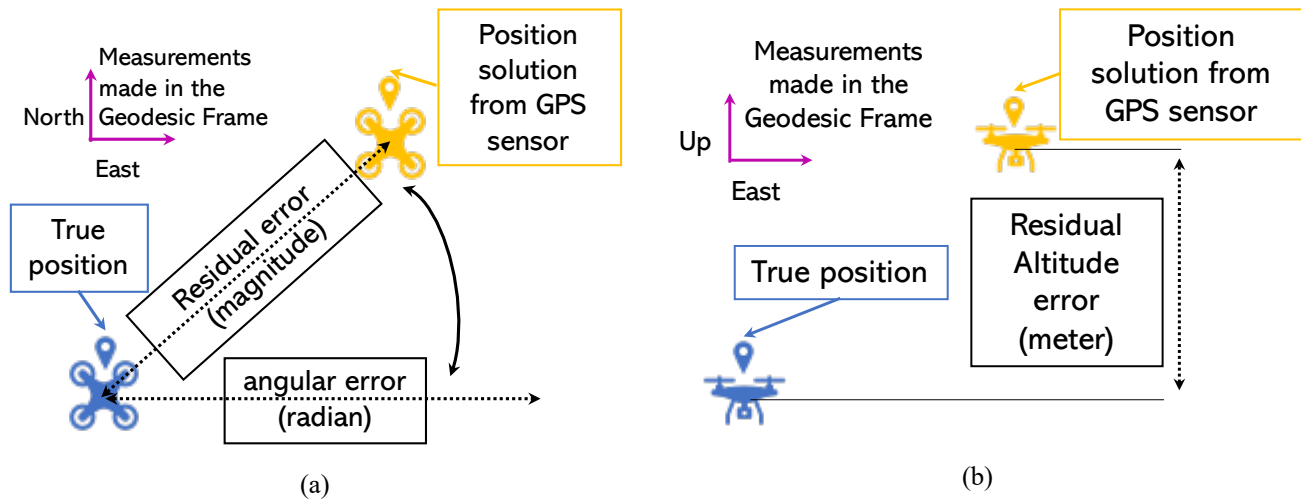 Measurements
made in the
Geodesic Frame
North
East
Position
solution
from GPS
sensor
True
position
Residual error
(magnitude)
angular error
(radian)
(a)
Measurements
made in the
Geodesic Frame
Up
East
Position
solution from
GPS sensor
True position
Residual
Altitude
error
(meter)
(b)